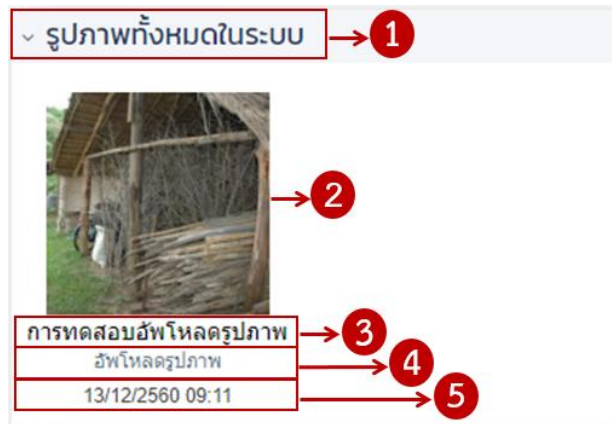 รูปภาพทั้งหมดในระบบ 1
2
การทดสอบอัพโหลดรูปภาพ 3
อัพโหลดรูปภาพ 4
13/12/2560 09:11 5